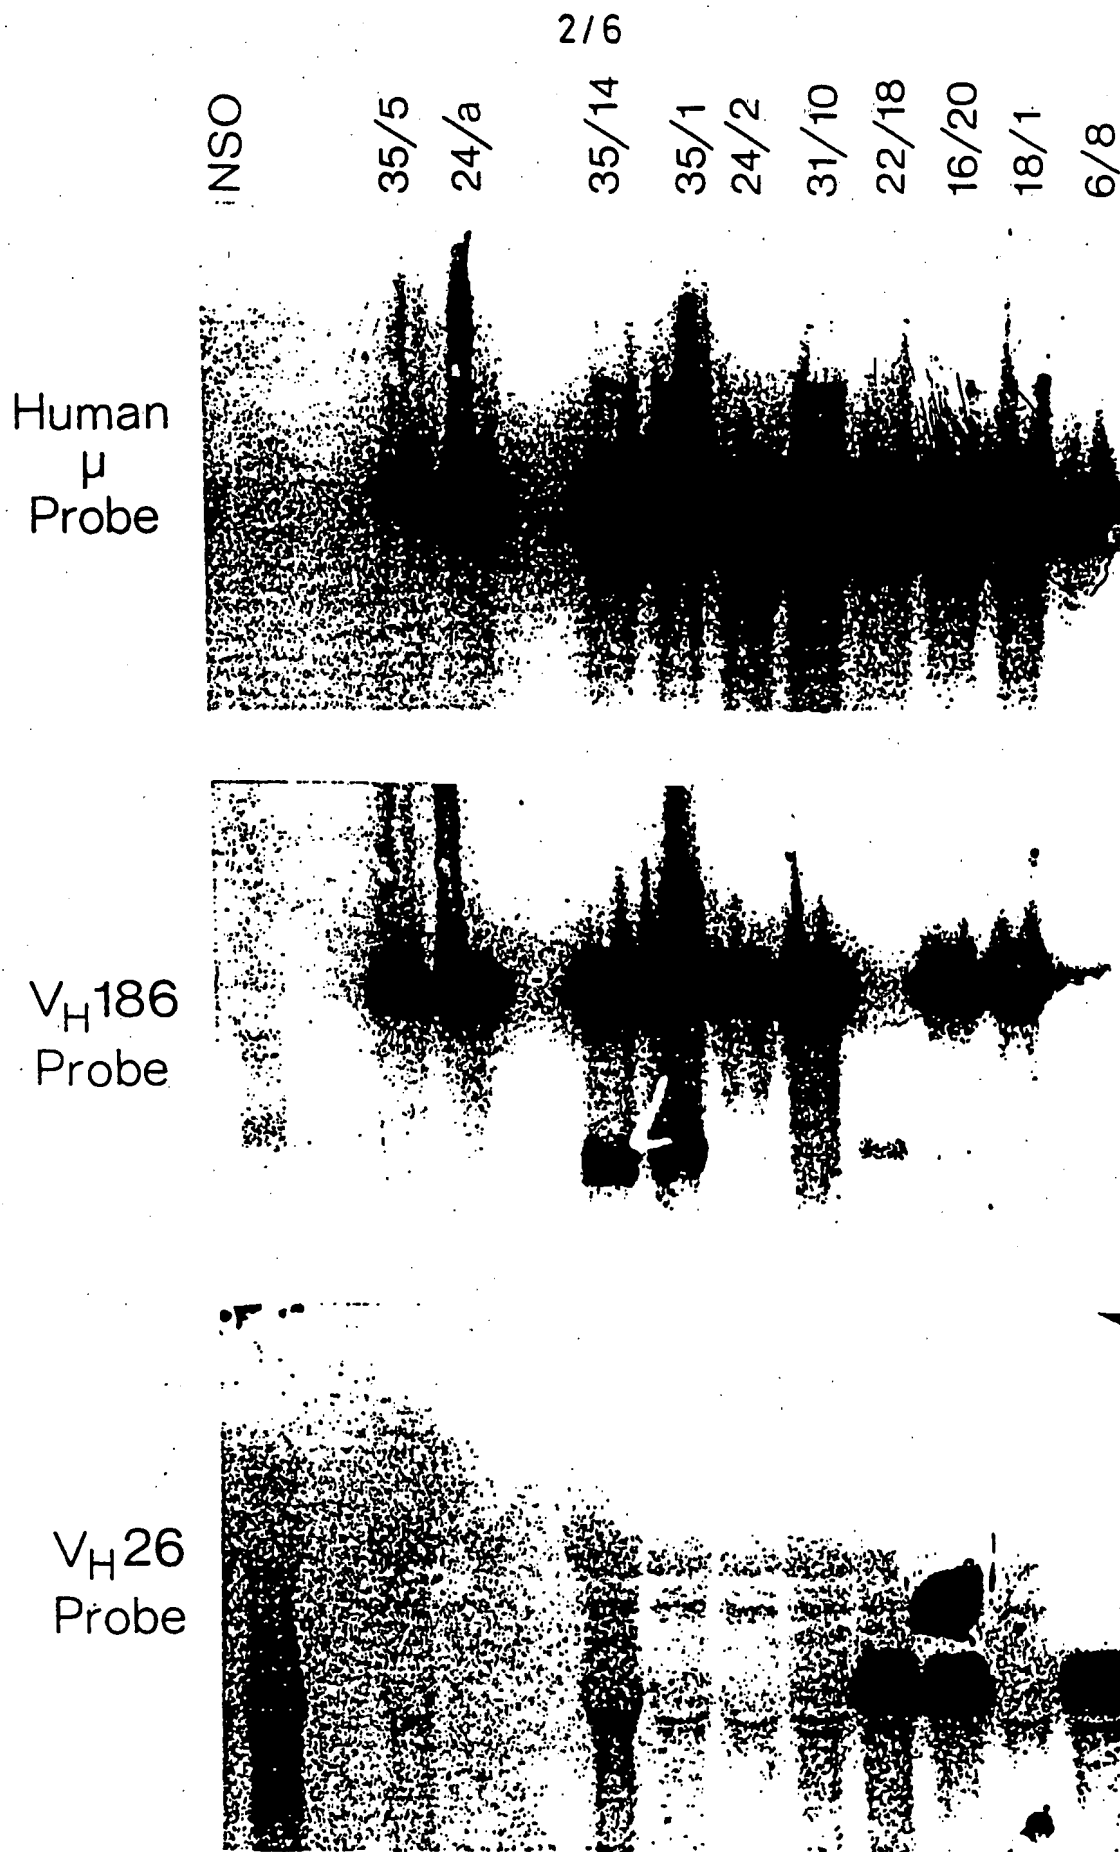 2/6
NSO 35/5 24/a 35/14 35/1 24/2 31/10 22/18 16/20 18/1 6/8
Human
μ
Probe
VH186
Probe
VH26
Probe